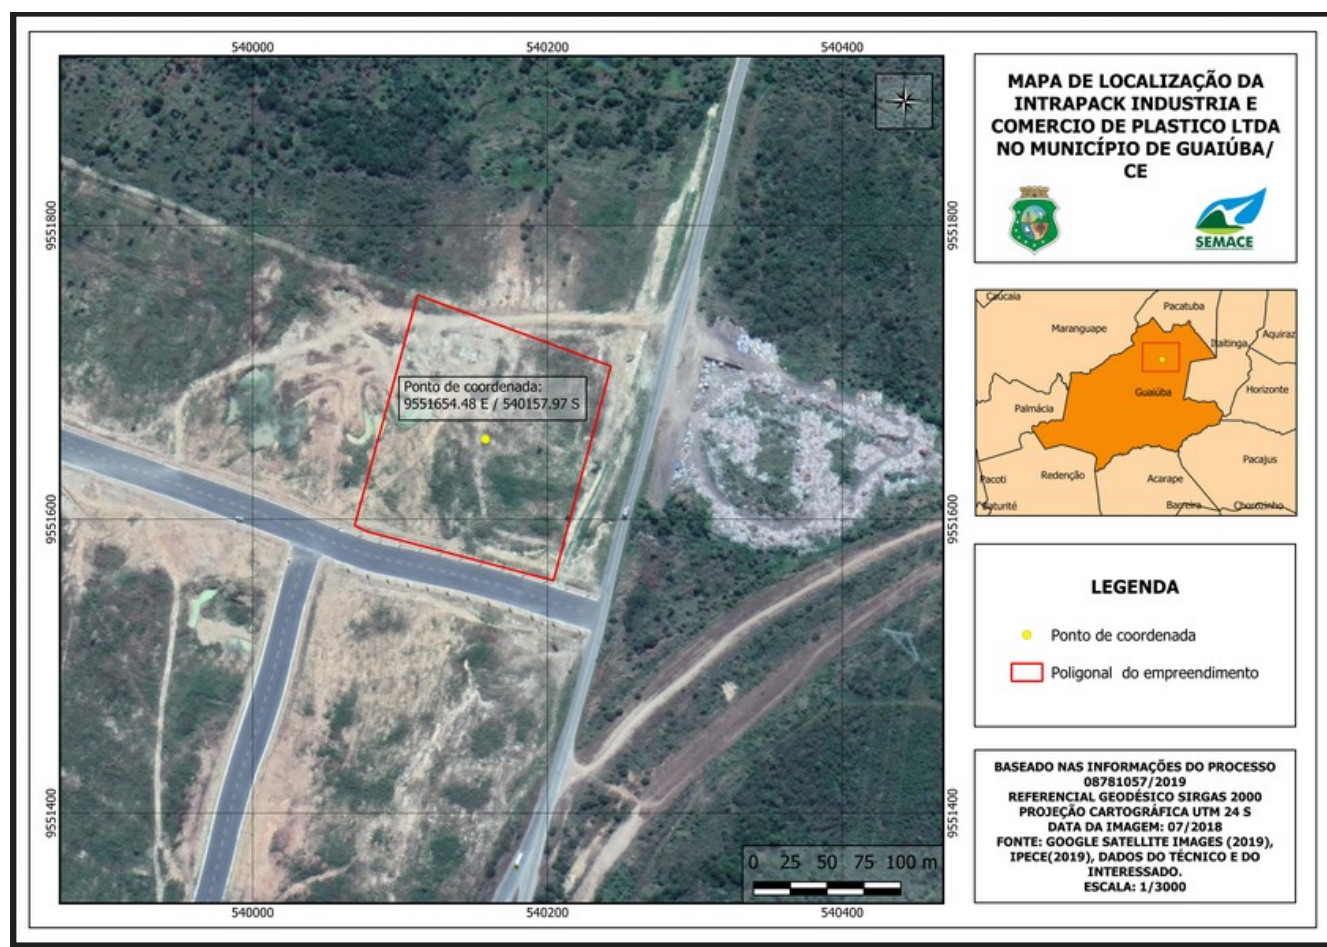 540000
540200
540400
9551800
9551600
9551400
9551800
9551600
9551400
Ponto de coordenada:
9551654.48 E / 540157.97 S
0 25 50 75 100 m
540000
540200
540400
MAPA DE LOCALIZAÇÃO DA
INTRAPACK INDUSTRIA E
COMERCIO DE PLASTICO LTDA
NO MUNICÍPIO DE GUAIÚBA/
CE
SEMACE
Caucaia
Pacatuba
Maranguape
Itaitinga
Aquiraz
Guaiúba
Horizonte
Palmácia
Pacajus
Redenção
Acarape
Pacoti
Baturité
Barreira
Chorozinho
LEGENDA
Ponto de coordenada
Poligonal do empreendimento
BASEADO NAS INFORMAÇÕES DO PROCESSO
08781057/2019
REFERENCIAL GEODÉSICO SIRGAS 2000
PROJEÇÃO CARTOGRÁFICA UTM 24 S
DATA DA IMAGEM: 07/2018
FONTE: GOOGLE SATELLITE IMAGES (2019),
IPECE(2019), DADOS DO TÉCNICO E DO
INTERESSADO.
ESCALA: 1/3000